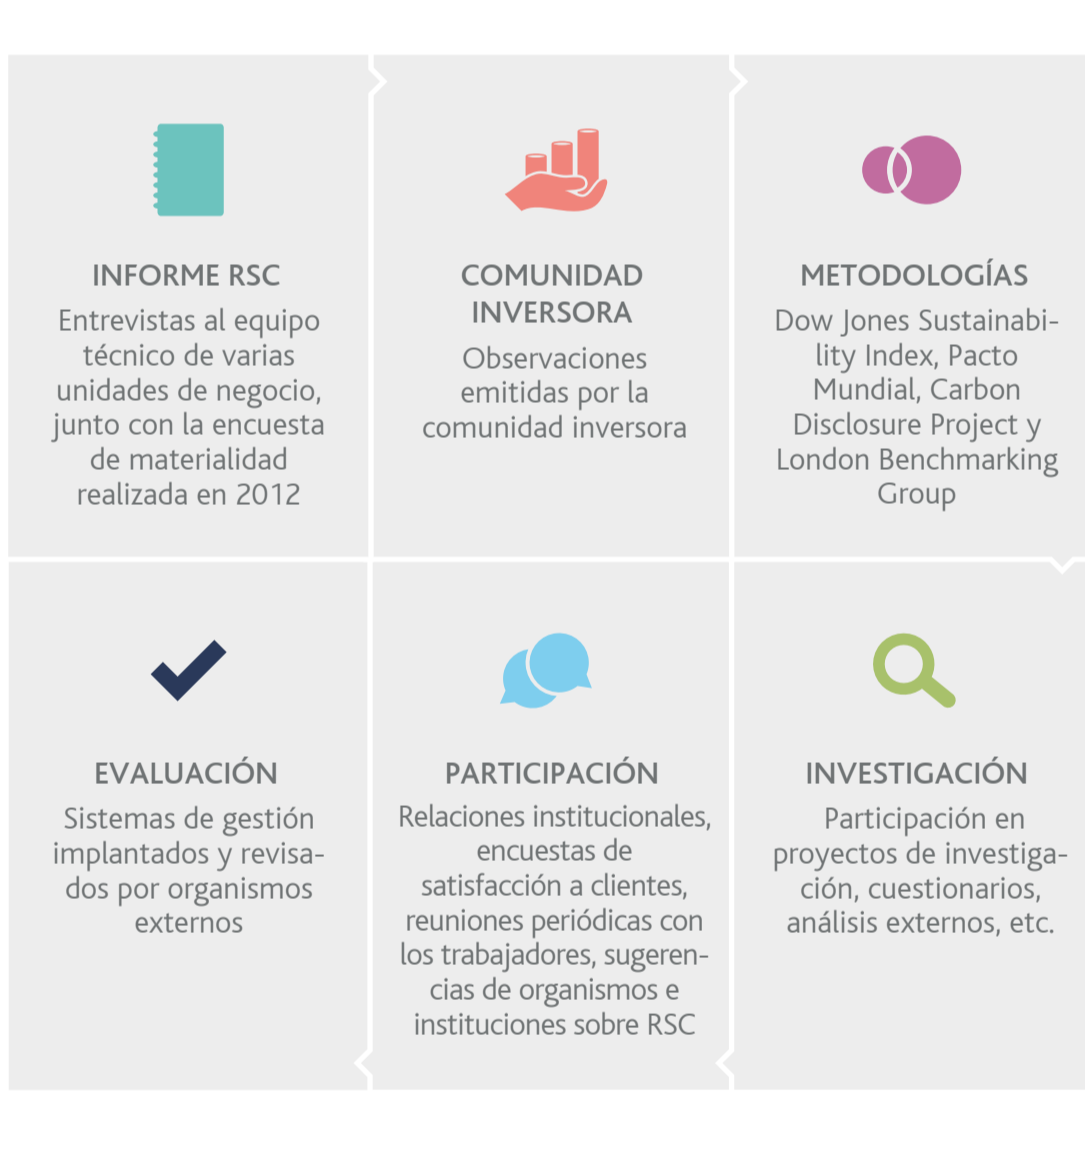 INFORME RSC
Entrevistas al equipo
técnico de varias
unidades de negocio,
junto con la encuesta
de materialidad
realizada en 2012
COMUNIDAD
INVERSORA
Observaciones
emitidas por la
comunidad inversora
METODOLOGÍAS
Dow Jones Sustainabi-
lity Index, Pacto
Mundial, Carbon
Disclosure Project y
London Benchmarking
Group
INVESTIGACIÓN
Participación en
proyectos de investiga-
ción, cuestionarios,
análisis externos, etc.
PARTICIPACIÓN
Relaciones institucionales,
encuestas de
satisfacción a clientes,
reuniones periódicas con
los trabajadores, sugeren-
cias de organismos e
instituciones sobre RSC
EVALUACIÓN
Sistemas de gestión
implantados y revisa-
dos por organismos
externos